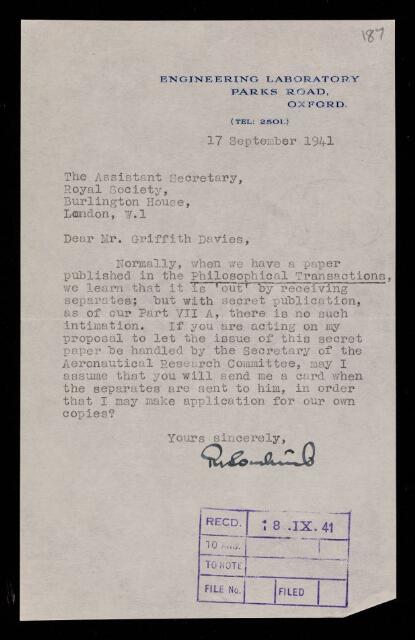 187
ENGINEERING LABORATORY
PARKS ROAD,
OXFORD.
(TEL: 2501.)
17 September 1941
The Assistant Secretary,
Royal Society,
Burlington House,
London, W.1
Dear Mr. Griffith Davies,
Normally, when we have a paper
published in the Philosophical Transactions,
we learn that it is 'out' by receiving
separates; but with secret publication,
as of our Part VII A, there is no such
intimation. If you are acting on my
proposal to let the issue of this secret
paper be handled by the Secretary of the
Aeronautical Research Committee, may I
assume that you will send me a card when
the separates are sent to him, in order
that I may make application for our own
copies?
Yours sincerely,
RECD. 18 .IX. 41
TO ANS.
TO NOTE
FILE No. FILED